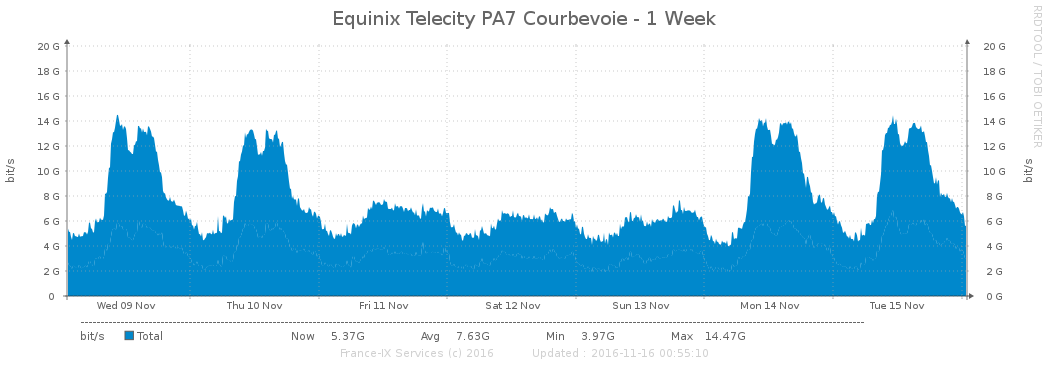 Equinix Telecity PA7 Courbevoie - 1 Week
RRDTOOL / TOBI OETIKER
bit/s
20 G
18 G
16 G
14 G
12 G
10 G
8 G
6 G
4 G
2 G
0
20 G
18 G
16 G
14 G
12 G
10 G
8 G
6 G
4 G
2 G
0 G
bit/s
Wed 09 Nov Thu 10 Nov Fri 11 Nov Sat 12 Nov Sun 13 Nov Mon 14 Nov Tue 15 Nov
bit/s Total Now 5.37G Avg 7.63G Min 3.97G Max 14.47G
France-IX Services (c) 2016 Updated : 2016-11-16 00:55:10